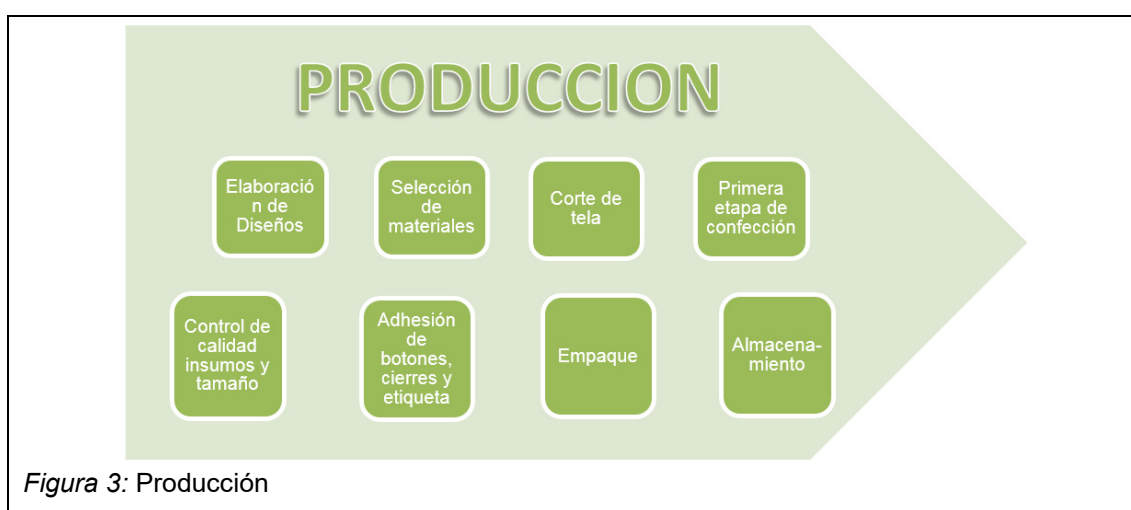 PRODUCCION
Elaboració
n de
Diseños
Selección
de
materiales
Corte de
tela
Primera
etapa de
confección
Control de
calidad
insumos y
tamaño
Adhesión
de
botones,
cierres y
etiqueta
Empaque
Almacena-
miento
Figura 3: Producción